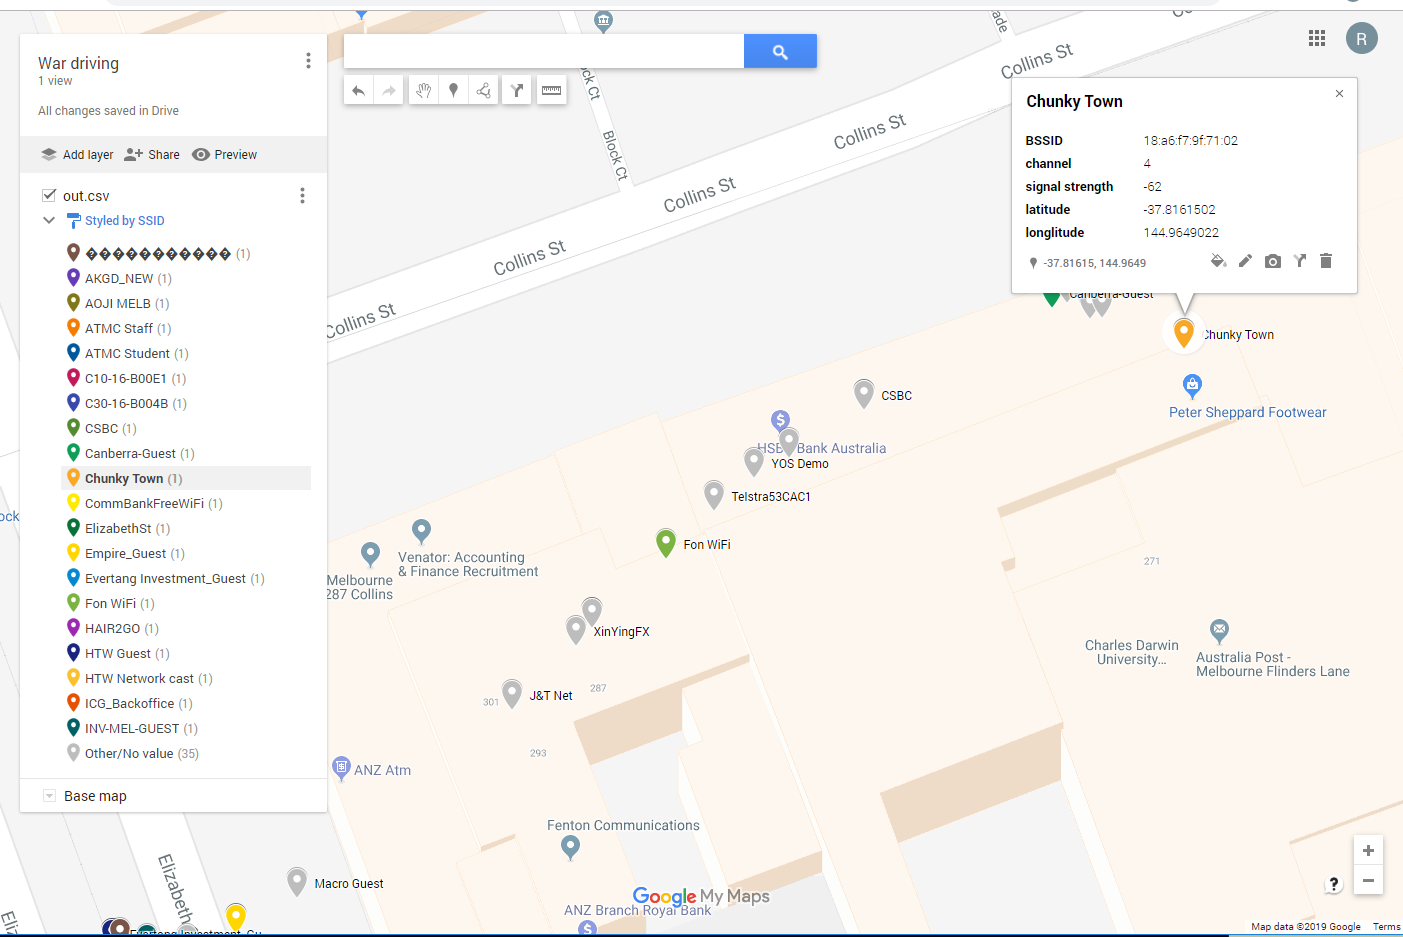 War driving
1 view
All changes saved in Drive
Add layer
Share
Preview
out.csv
Styled by SSID
������������� (1)
AKGD_NEW (1)
AOJI MELB (1)
ATMC Staff (1)
ATMC Student (1)
C10-16-B00E1 (1)
C30-16-B004B (1)
CSBC (1)
Canberra-Guest (1)
Chunky Town (1)
CommBankFreeWiFi (1)
ElizabethSt (1)
Empire_Guest (1)
Evertang Investment_Guest (1)
Fon WiFi (1)
HAIR2GO (1)
HTW Guest (1)
HTW Network cast (1)
ICG_Backoffice (1)
INV-MEL-GUEST (1)
Other/No value (35)
Base map
R
Chunky Town
BSSID 18:a6:f7:9f:71:02
channel 4
signal strength -62
latitude -37.8161502
longlitude 144.9649022
-37.81615, 144.9649
Block Ct
Block Ct
Collins St
Collins St
Collins St
Collins St
Collins St
Canberra-Guest
Chunky Town
Peter Sheppard Footwear
CSBC
HSBC Bank Australia
YOS Demo
Telstra53CAC1
Fon WiFi
Venator: Accounting
& Finance Recruitment
Melbourne
287 Collins
XinYingFX
J&T Net
287
301
293
271
Charles Darwin
University...
Australia Post -
Melbourne Flinders Lane
ANZ Atm
Fenton Communications
Macro Guest
Elizabeth
Evertang Investment_Gu
Google My Maps
ANZ Branch Royal Bank
?
Map data ©2019 Google
Terms